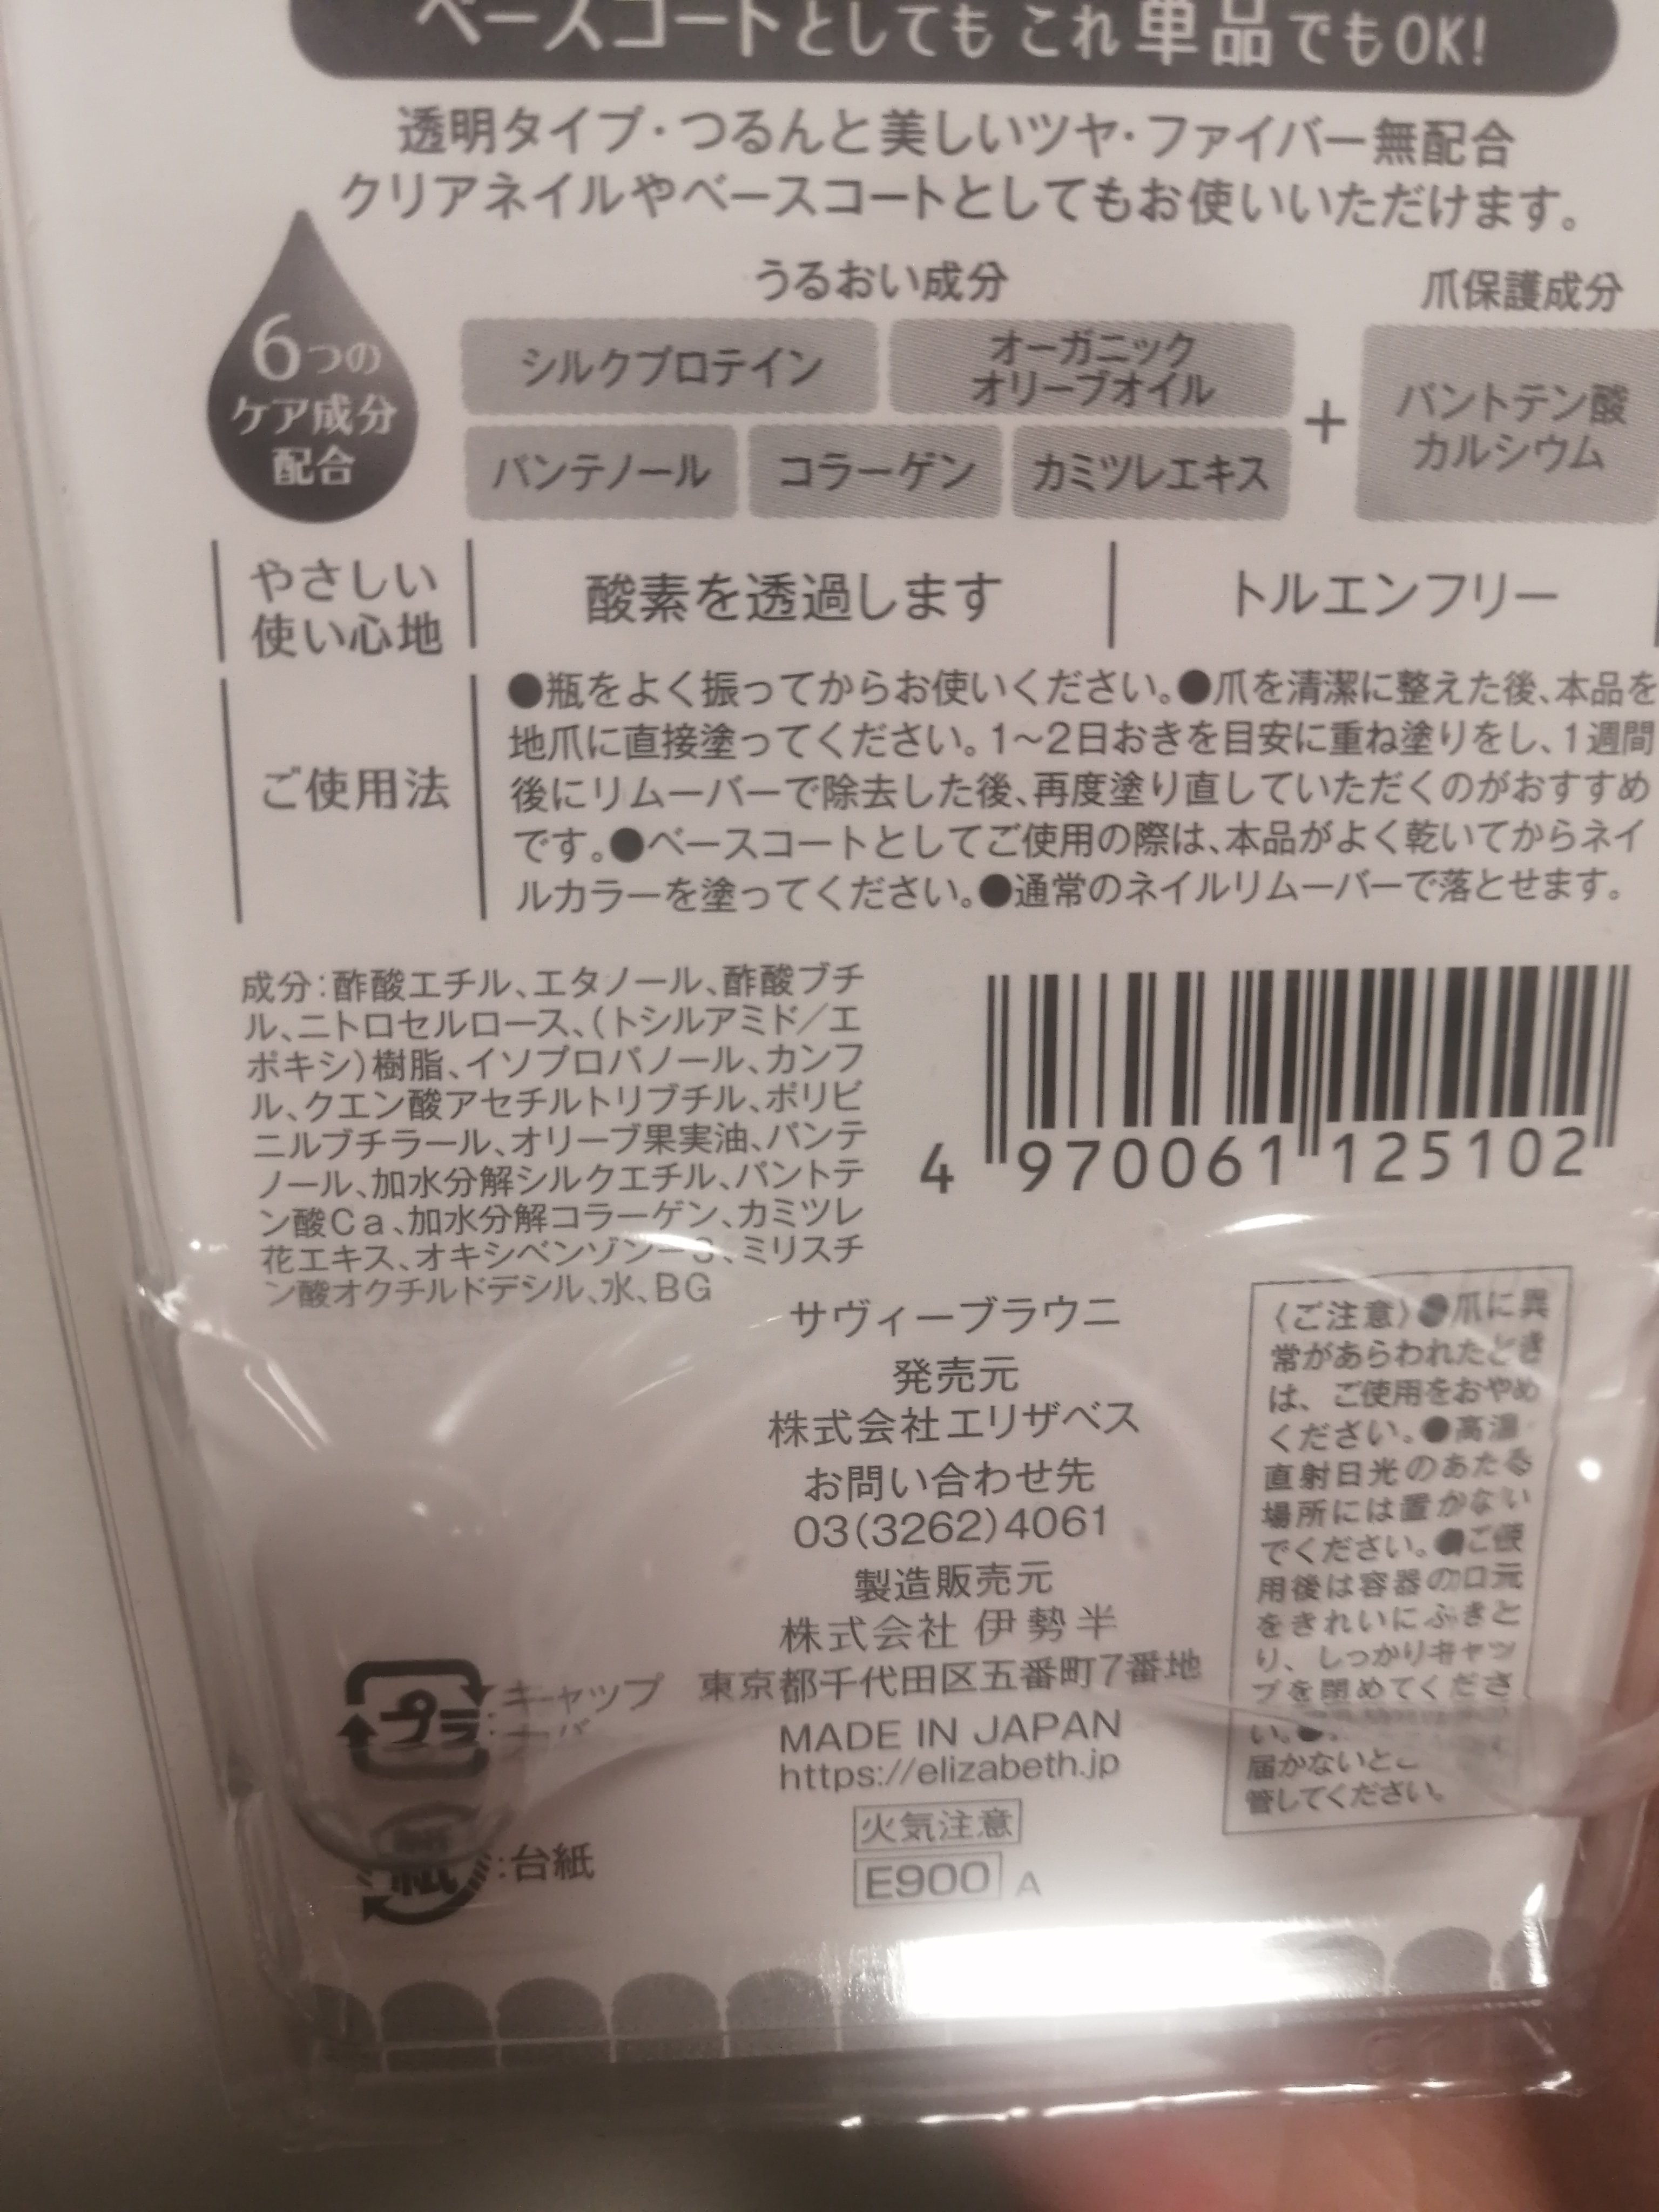 ベースコートとしても これ 単品 でもOK!
透明タイプ・つるんと美しいツヤ・ファイバー無配合
クリアネイルやベースコートとしてもお使いいただけます。
6つの
ケア成分
配合
うるおい成分
シルクプロテイン
オーガニック
オリーブオイル
パンテノール
コラーゲン
カミツレエキス
+
爪保護成分
パントテン酸
カルシウム
やさしい
使い心地
酸素を透過します
トルエンフリー
ご使用法
●瓶をよく振ってからお使いください。●爪を清潔に整えた後、本品を
地爪に直接塗ってください。1〜2日おきを目安に重ね塗りをし、1週間
後にリムーバーで除去した後、再度塗り直していただくのがおすすめ
です。●ベースコートとしてご使用の際は、本品がよく乾いてからネイ
ルカラーを塗ってください。●通常のネイルリムーバーで落とせます。
成分:酢酸エチル、エタノール、酢酸ブチ
ル、ニトロセルロース、(トシルアミド/エ
ポキシ)樹脂、イソプロパノール、カンフ
ル、クエン酸アセチルトリブチル、ポリビ
ニルブチラール、オリーブ果実油、パンテ
ノール、加水分解シルクエチル、パントテ
ン酸Ca、加水分解コラーゲン、カミツレ
花エキス、オキシベンゾン-3、ミリスチ
ン酸オクチルドデシル、水、BG
4 970061 125102
サヴィーブラウニ
発売元
株式会社エリザベス
お問い合わせ先
03(3262)4061
製造販売元
株式会社 伊勢半
東京都千代田区五番町7番地
MADE IN JAPAN
https://elizabeth.jp
火気注意
E900 A
〈ご注意〉●爪に異
常があらわれたとき
は、ご使用をおやめ
ください。●高温
直射日光のあたる
場所には置かない
でください。●ご使
用後は容器の口元
をきれいにふきと
り、しっかりキャッ
プを閉めてくださ
い。●
届かないとこ
管してください。
プラ
:キャップ
紙
:台紙